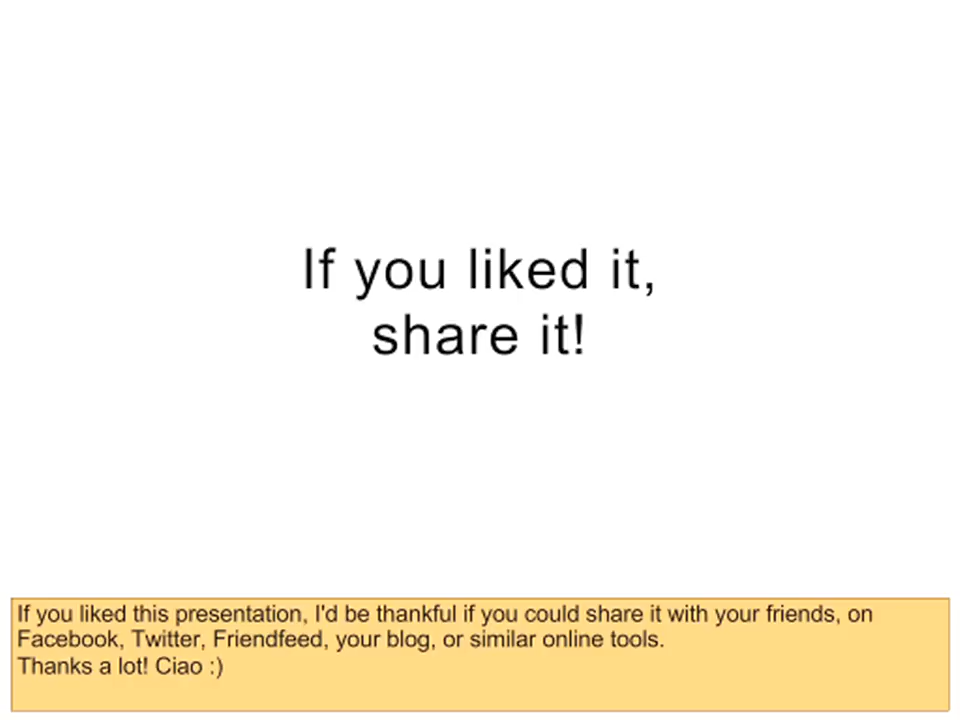 If you liked it,
share it!
If you liked this presentation, I'd be thankful if you could share it with your friends, on
Facebook, Twitter, Friendfeed, your blog, or similar online tools.
Thanks a lot! Ciao :)